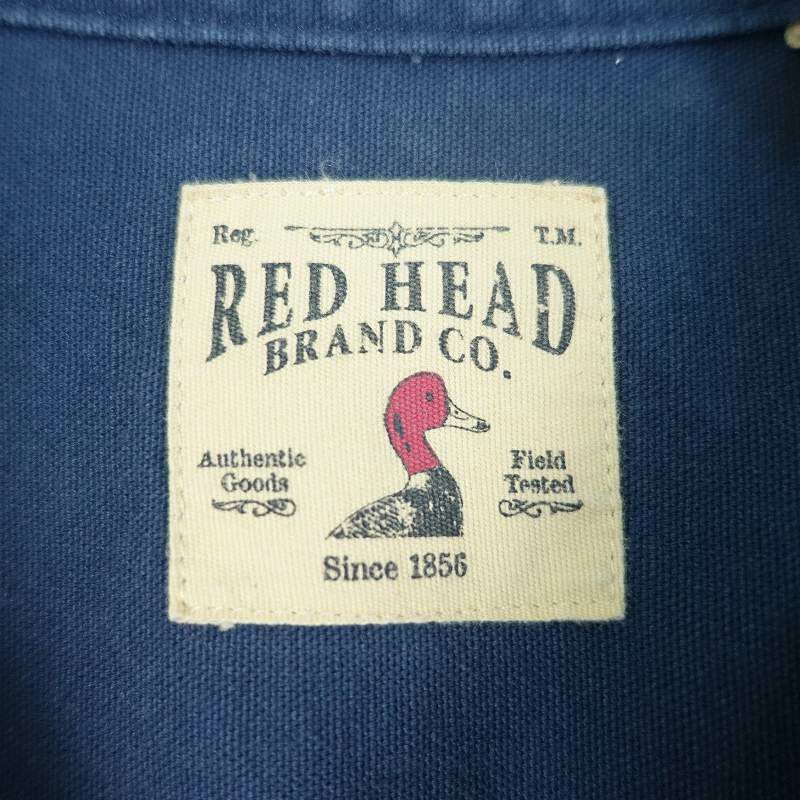 Reg. T.M.
RED HEAD
BRAND CO.
Authentic
Goods
Field
Tested
Since 1856